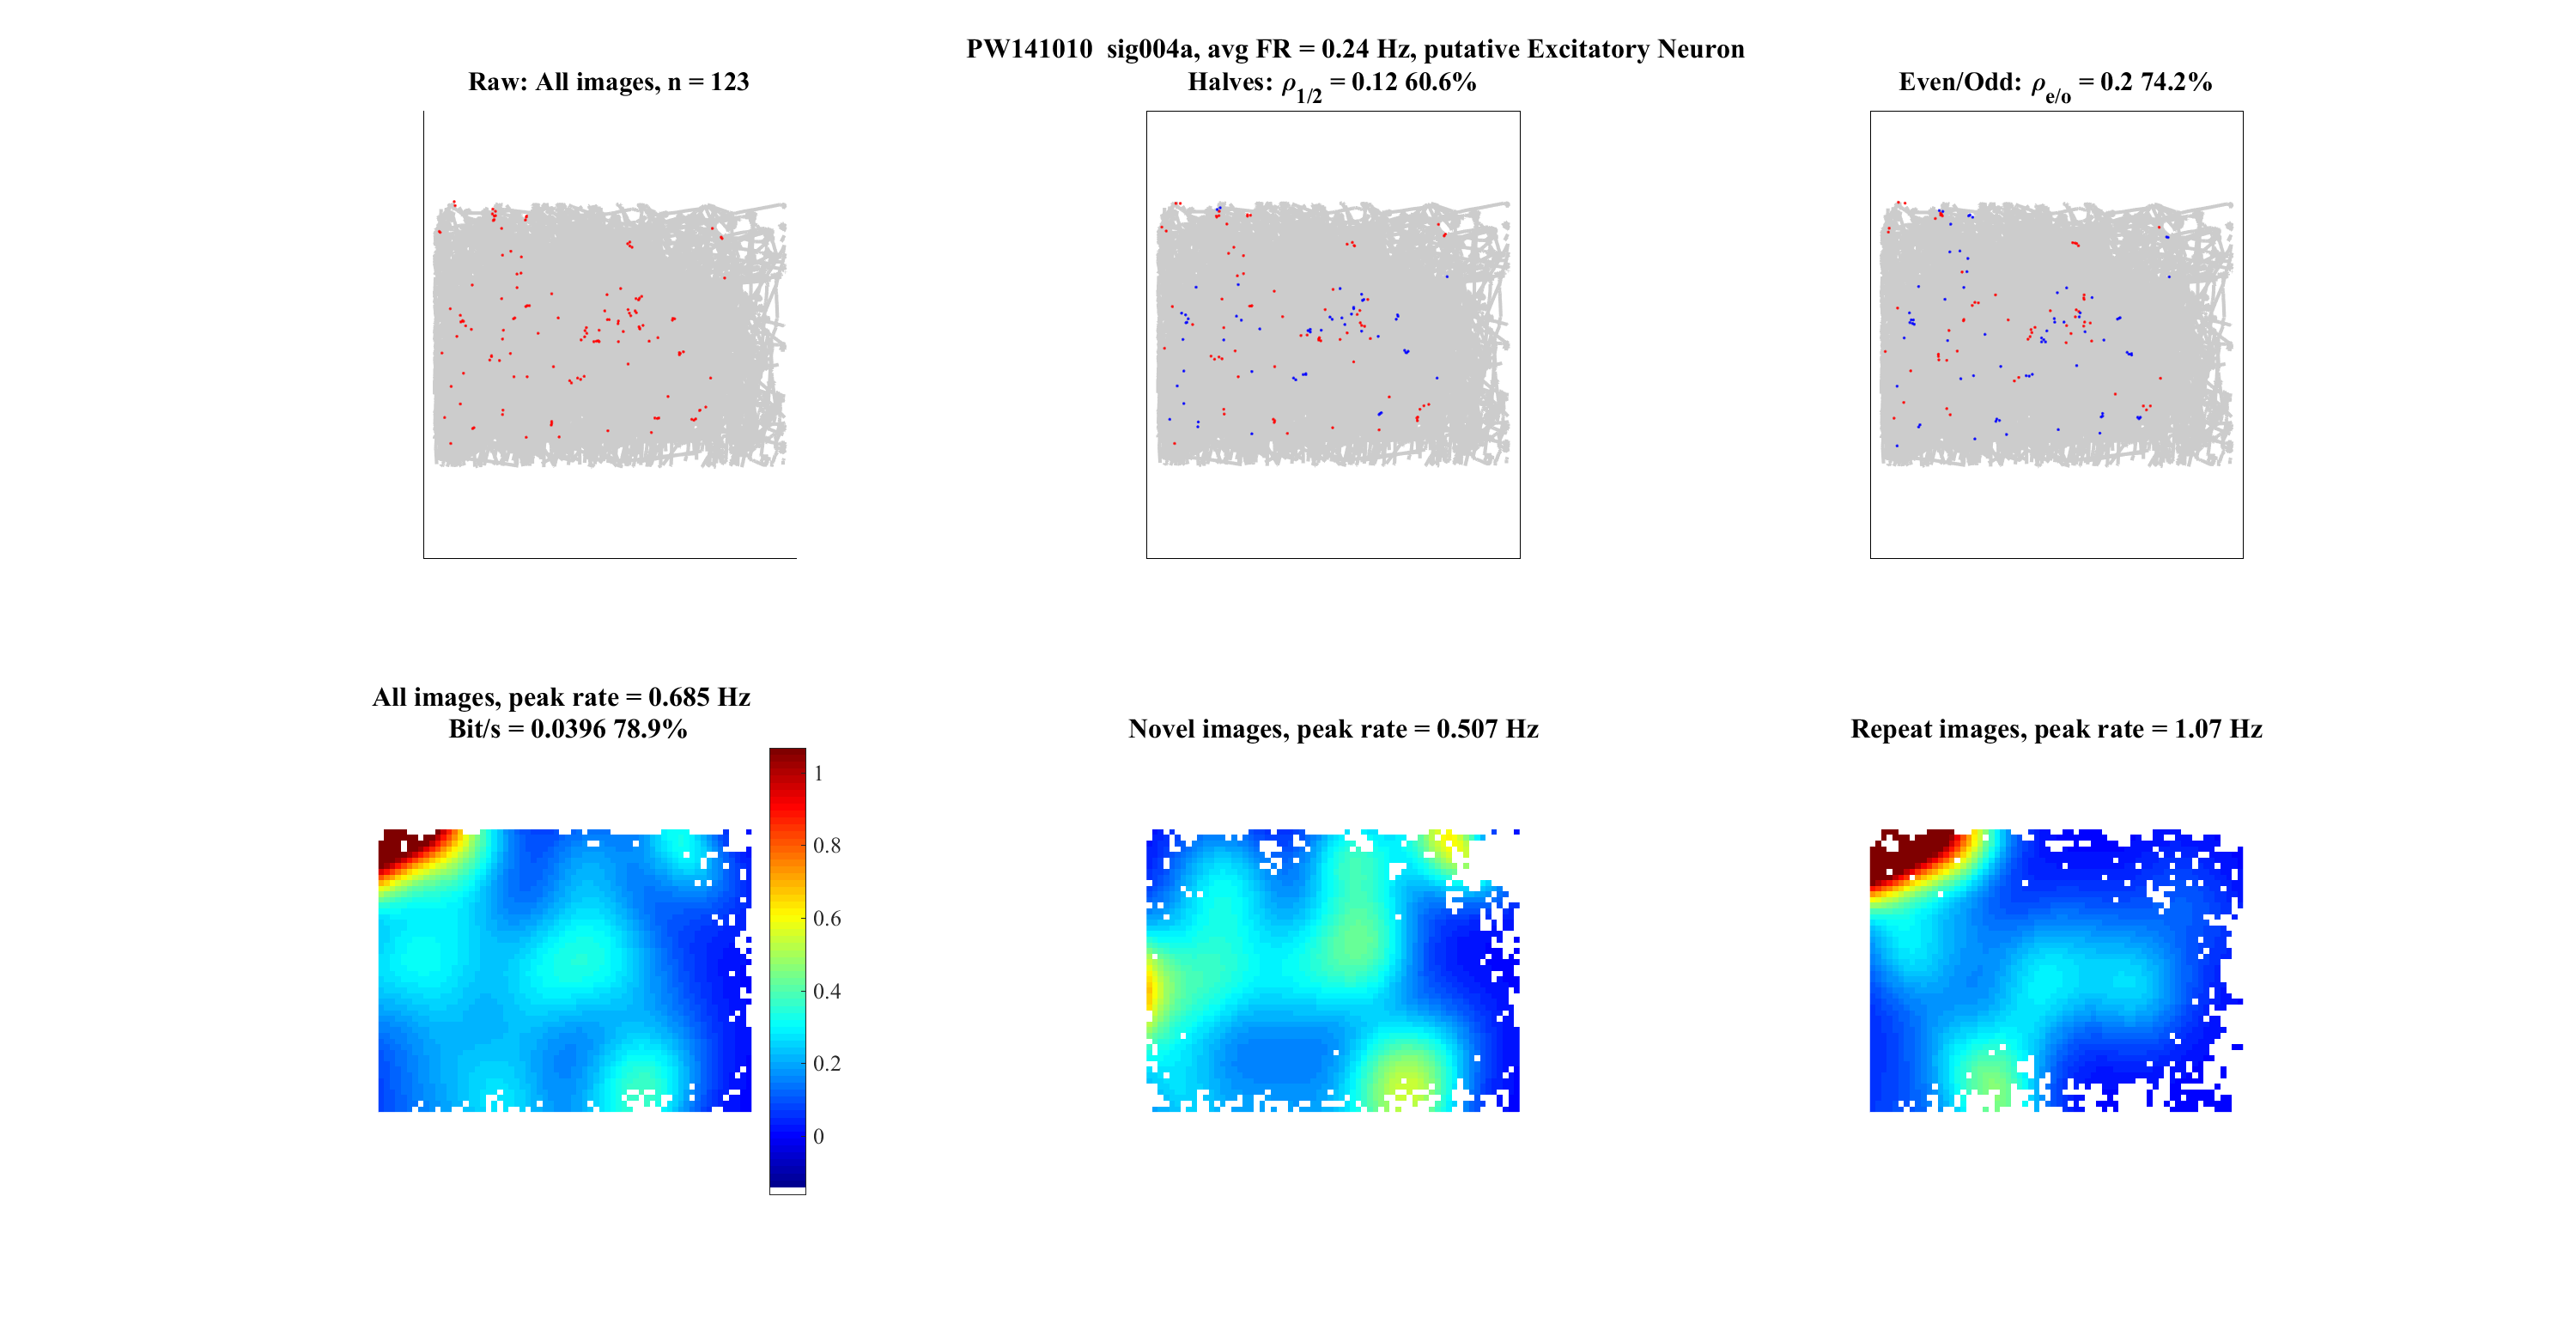 PW141010 sig004a, avg FR = 0.24 Hz, putative Excitatory Neuron
Raw: All images, n = 123
Halves: ρ1/2 = 0.12 60.6%
Even/Odd: ρe/o = 0.2 74.2%
All images, peak rate = 0.685 Hz
Bit/s = 0.0396 78.9%
Novel images, peak rate = 0.507 Hz
Repeat images, peak rate = 1.07 Hz
1
0.8
0.6
0.4
0.2
0